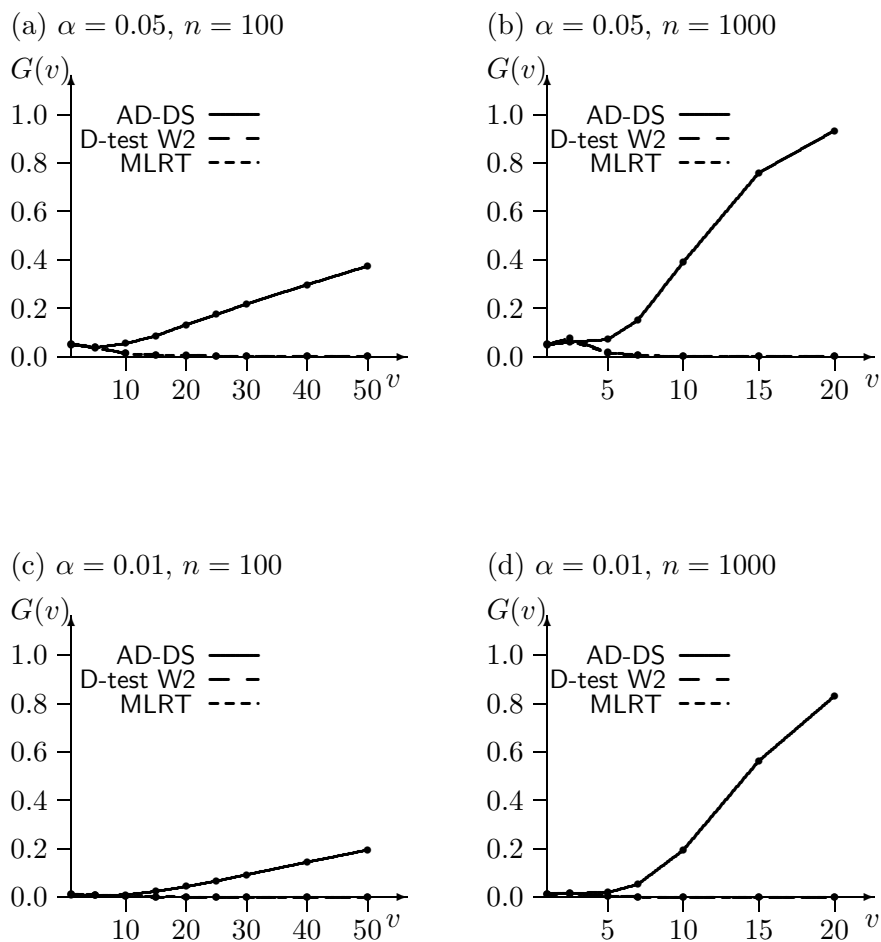 (a) α = 0.05, n = 100
G(v)
1.0
0.8
0.6
0.4
0.2
0.0
AD-DS
D-test W2
MLRT
10 20 30 40 50 v
(b) α = 0.05, n = 1000
G(v)
1.0
0.8
0.6
0.4
0.2
0.0
AD-DS
D-test W2
MLRT
5 10 15 20 v
(c) α = 0.01, n = 100
G(v)
1.0
0.8
0.6
0.4
0.2
0.0
AD-DS
D-test W2
MLRT
10 20 30 40 50 v
(d) α = 0.01, n = 1000
G(v)
1.0
0.8
0.6
0.4
0.2
0.0
AD-DS
D-test W2
MLRT
5 10 15 20 v